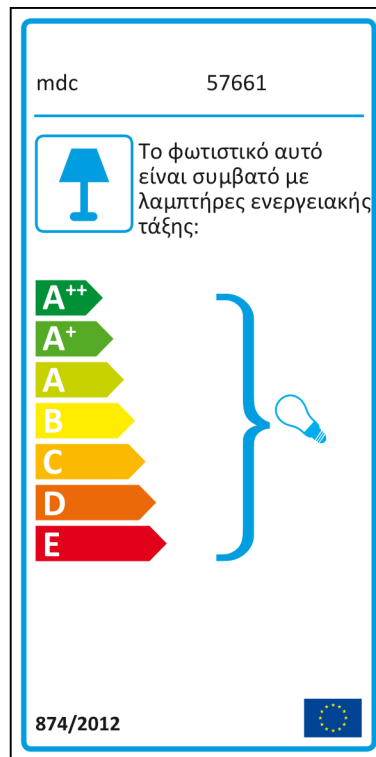 mdc 57661
Το φωτιστικό αυτό
είναι συμβατό με
λαμπτήρες ενεργειακής
τάξης:
A++
A+
A
B
C
D
E
874/2012